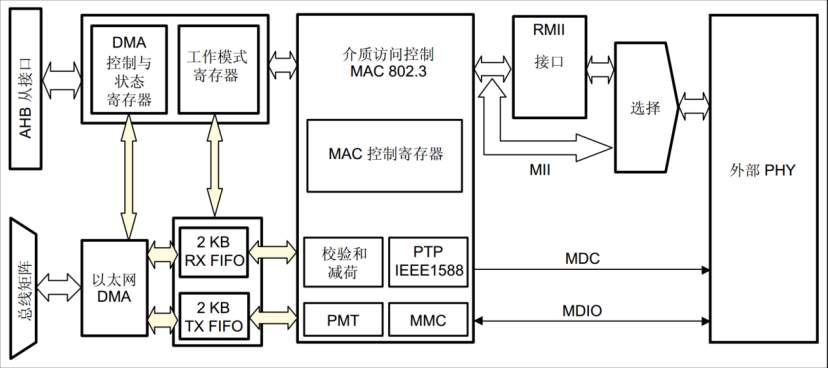 AHB 从接口
DMA
控制与
状态
寄存器
工作模式
寄存器
介质访问控制
MAC 802.3
RMII
接口
选择
外部 PHY
MAC 控制寄存器
MII
总线矩阵
以太网
DMA
2 KB
RX FIFO
2 KB
TX FIFO
校验和
减荷
PTP
IEEE1588
PMT
MMC
MDC
MDIO